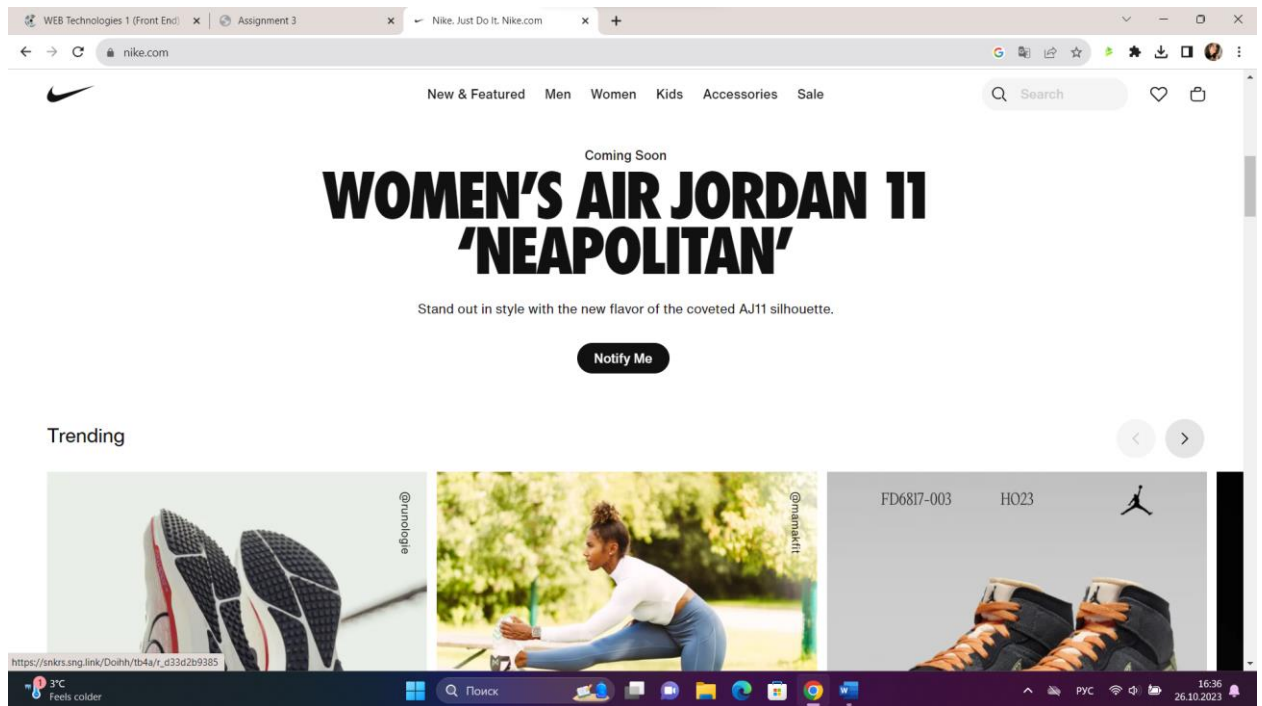 WEB Technologies 1 (Front End)
Assignment 3
Nike. Just Do It. Nike.com
nike.com
New & Featured Men Women Kids Accessories Sale
Search
Coming Soon
WOMEN'S AIR JORDAN 11
'NEAPOLITAN'
Stand out in style with the new flavor of the coveted AJ11 silhouette.
Notify Me
Trending
@runologie
@mamakfit
FD6817-003 HO23
https://snkrs.sng.link/Doihh/tb4a/r_d33d2b9385
1
3°C
Feels colder
Поиск
РУС
16:36
26.10.2023